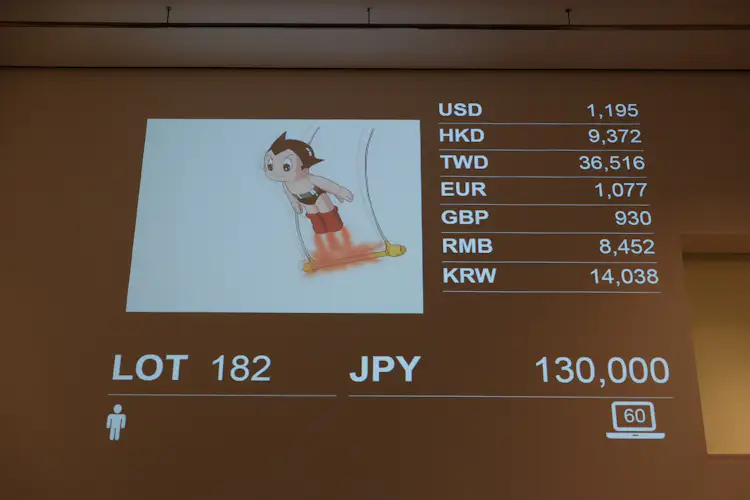 USD 1,195
HKD 9,372
TWD 36,516
EUR 1,077
GBP 930
RMB 8,452
KRW 14,038
LOT 182 JPY 130,000
60